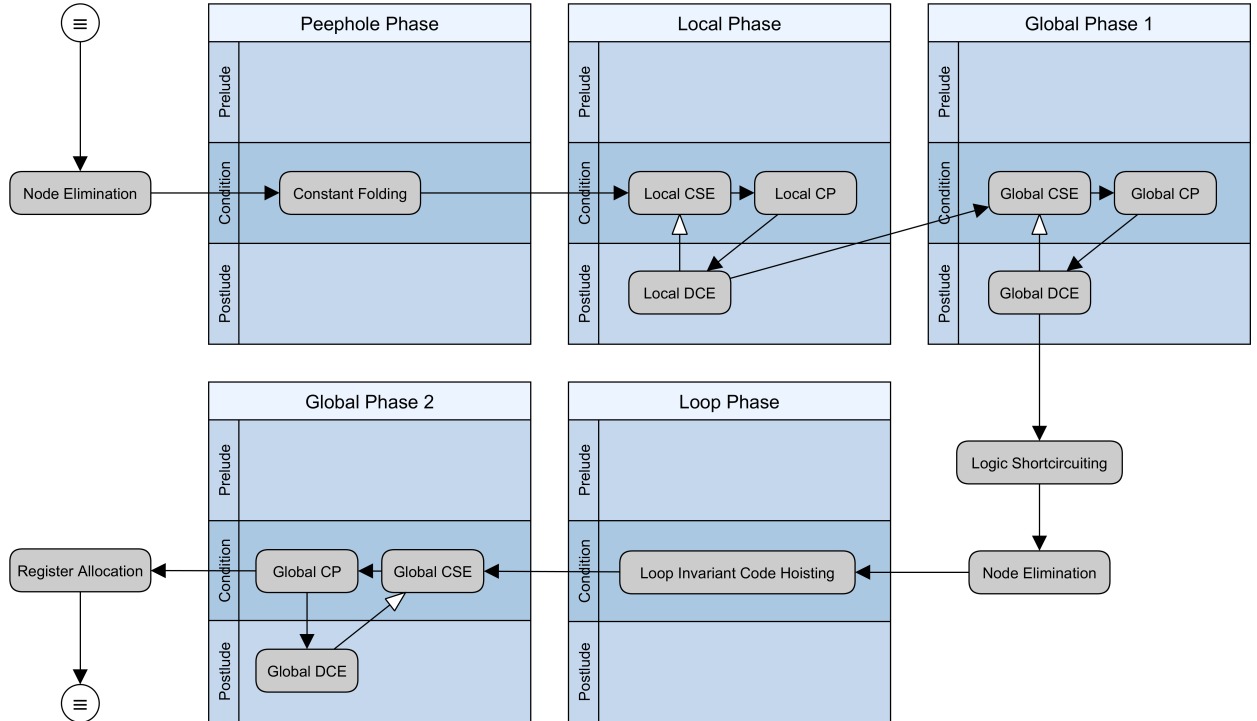 Peephole Phase
Local Phase
Global Phase 1
Prelude
Prelude
Prelude
Node Elimination
Condition
Constant Folding
Condition
Local CSE
Local CP
Condition
Global CSE
Global CP
Postlude
Postlude
Local DCE
Postlude
Global DCE
Global Phase 2
Loop Phase
Prelude
Prelude
Logic Shortcircuiting
Register Allocation
Condition
Global CP
Global CSE
Condition
Loop Invariant Code Hoisting
Node Elimination
Postlude
Global DCE
Postlude